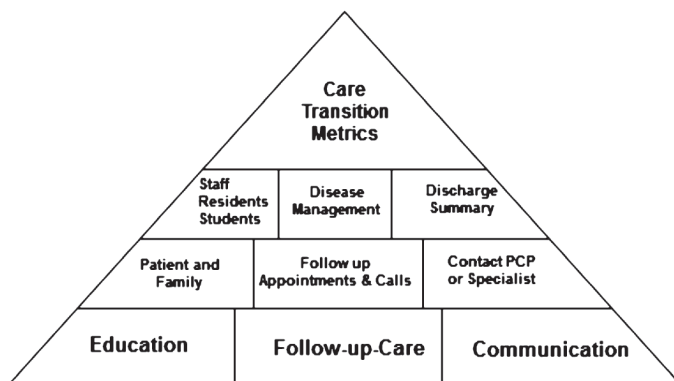 Care
Transition
Metrics
Staff
Residents
Students
Disease
Management
Discharge
Summary
Patient and
Family
Follow up
Appointments & Calls
Contact PCP
or Specialist
Education
Follow-up-Care
Communication